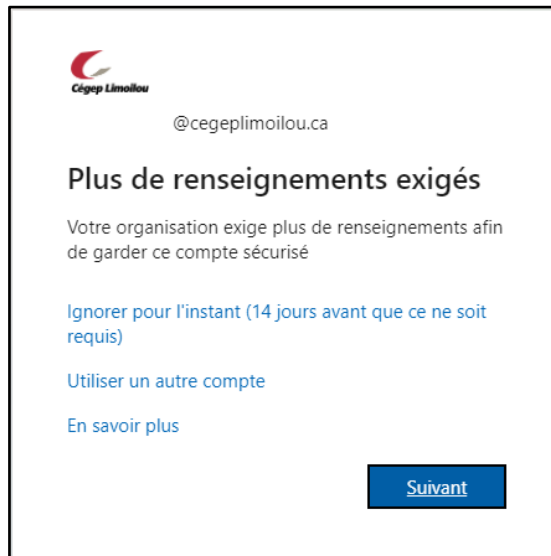 Cégep Limoilou
@cegeplimoilou.ca
Plus de renseignements exigés
Votre organisation exige plus de renseignements afin
de garder ce compte sécurisé
Ignorer pour l'instant (14 jours avant que ce ne soit
requis)
Utiliser un autre compte
En savoir plus
Suivant